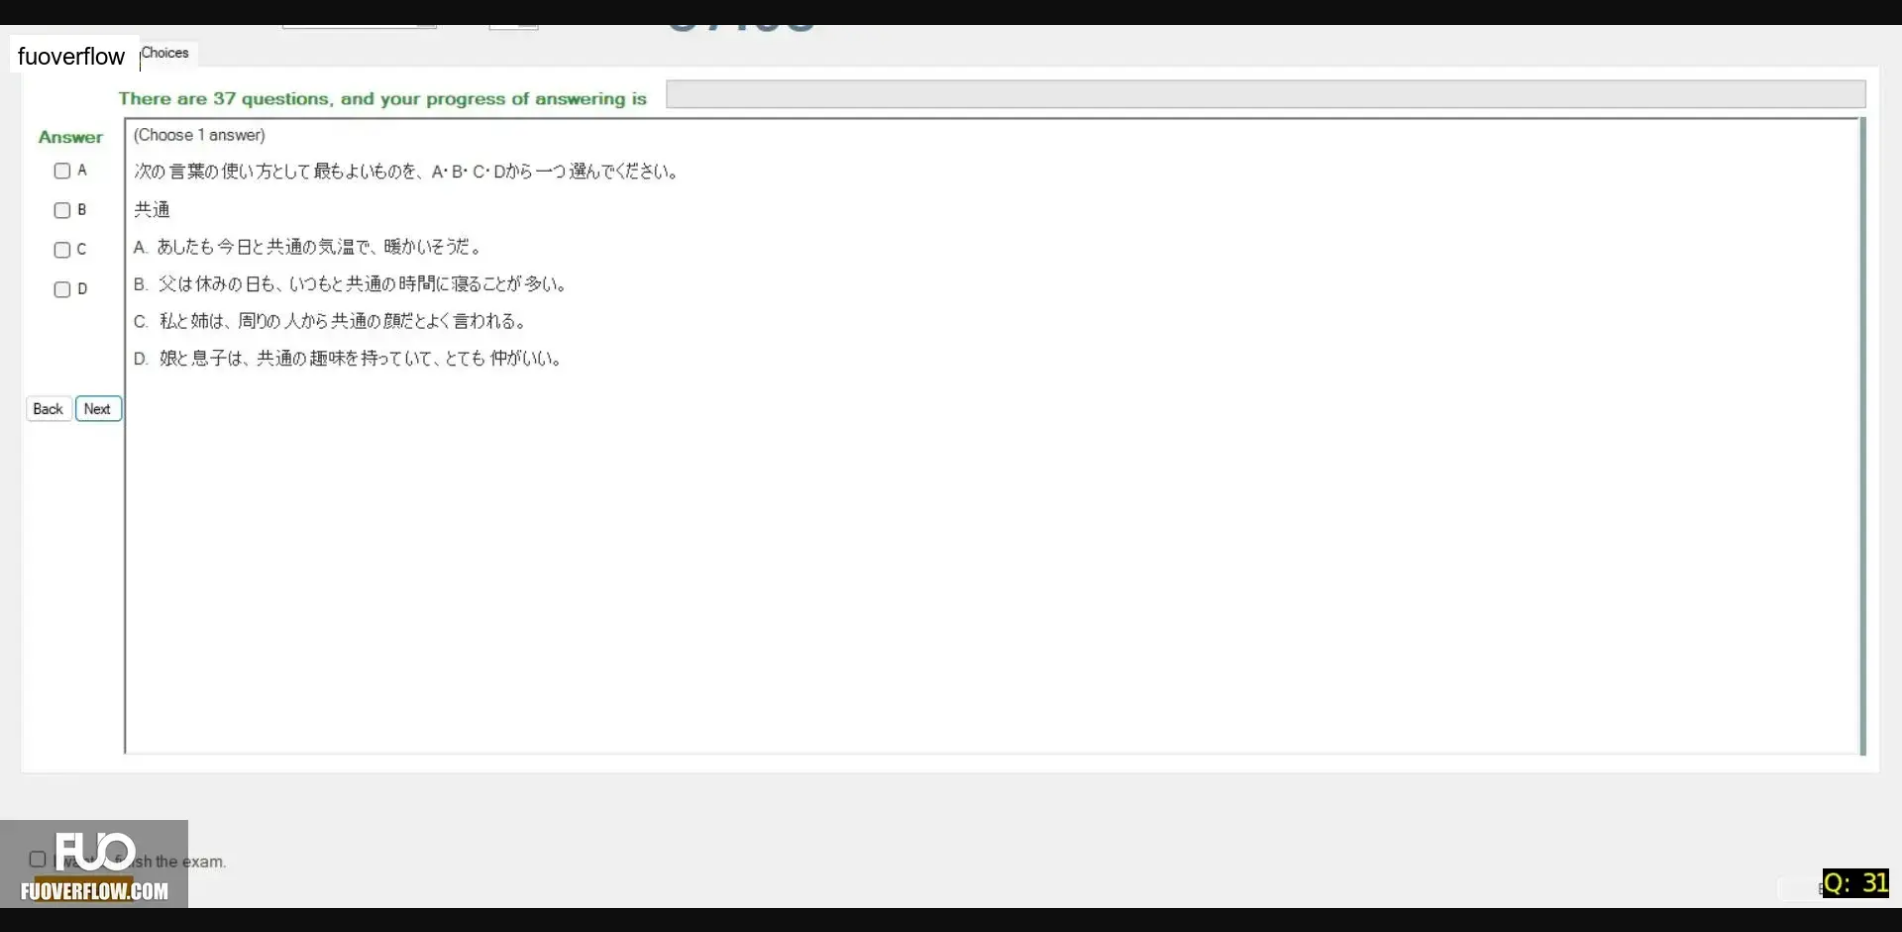 fuoverflow
Choices
There are 37 questions, and your progress of answering is
Answer
(Choose 1 answer)
A
次の言葉の使い方として最もよいものを、A・B・C・Dから一つ選んでください。
B
共通
C
A. あしたも今日と共通の気温で、暖かいそうだ。
D
B. 父は休みの日も、いつもと共通の時間に寝ることが多い。
C. 私と姉は、周りの人から共通の顔だとよく言われる。
D. 娘と息子は、共通の趣味を持っていて、とても仲がいい。
Back Next
FUO
the exam.
FUOVERFLOW.COM
Q: 31